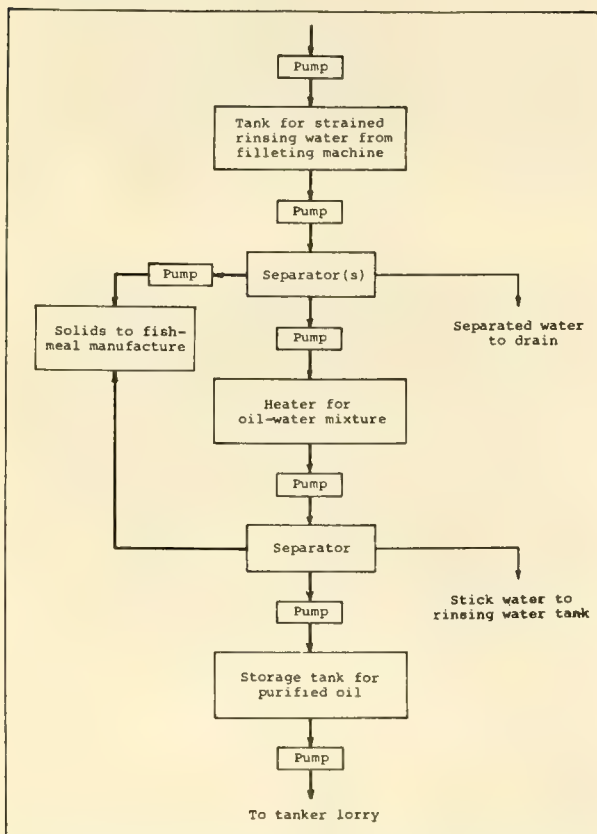 Pump
Tank for strained
rinsing water from
filleting machine
Pump
Pump
Separator(s)
Separated water
to drain
Solids to fish-
meal manufacture
Pump
Heater for
oil-water mixture
Pump
Separator
Stick water to
rinsing water tank
Pump
Storage tank for
purified oil
Pump
To tanker lorry